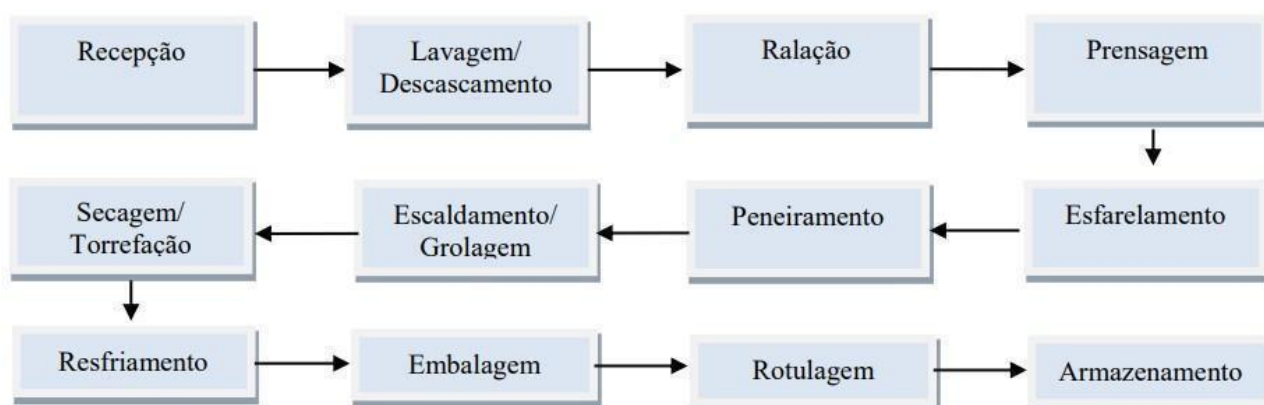 Recepção
Lavagem/
Descascamento
Ralação
Prensagem
Esfarelamento
Peneiramento
Escaldamento/
Grolagem
Secagem/
Torrefação
Resfriamento
Embalagem
Rotulagem
Armazenamento